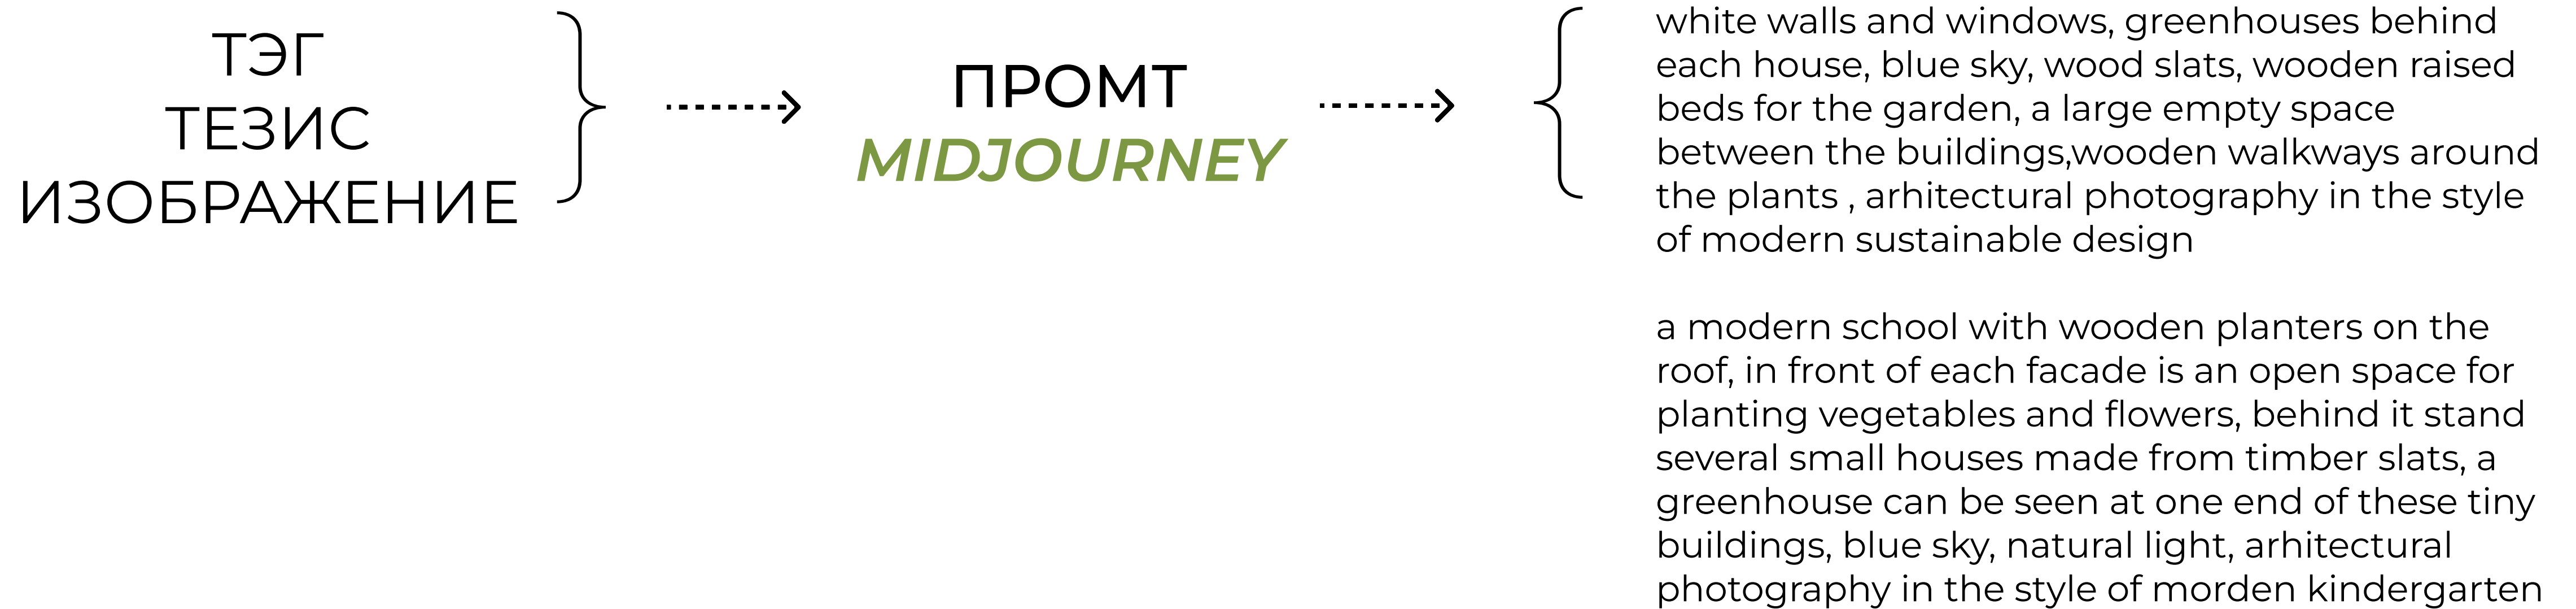 ТЭГ
ТЕЗИС
ИЗОБРАЖЕНИЕ
ПРОМТ
MIDJOURNEY
white walls and windows, greenhouses behind
each house, blue sky, wood slats, wooden raised
beds for the garden, a large empty space
between the buildings,wooden walkways around
the plants , arhitectural photography in the style
of modern sustainable design
a modern school with wooden planters on the
roof, in front of each facade is an open space for
planting vegetables and flowers, behind it stand
several small houses made from timber slats, a
greenhouse can be seen at one end of these tiny
buildings, blue sky, natural light, arhitectural
photography in the style of morden kindergarten